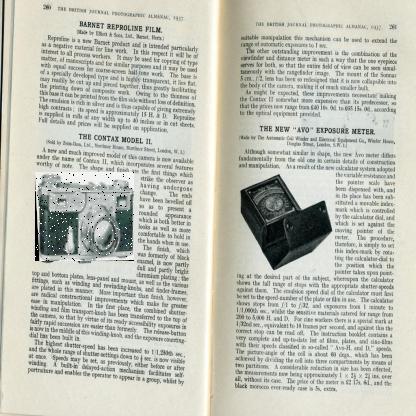 260 THE BRITISH JOURNAL PHOTOGRAPHIC ALMANAC, 1937.
BARNET REPROLINE FILM.
(Made by Elliott & Sons, Ltd., Barnet, Herts.)
Reproline is a new Barnet product and is intended particularly
as a negative material for line work. In this respect it will be of
interest to all process workers. It may be used for copying of type
matter, of manuscripts and for similar purposes and it may be used
with equal success for coarse-screen half-tone work. The base is
of a specially developed type and is highly transparent, it lies flat,
may readily be cut up and pieced together, thus greatly facilitating
the printing down of composite work. Owing to the thinness of
this base it can be printed from the film side without loss of definition.
The emulsion is rich in silver and is thus capable of giving extremely
high contrasts; its speed is approximately 15 H. & D. Reproline
is supplied in rolls of any width up to 40 inches or in cut sheets.
Full details and prices will be supplied on application.
THE CONTAX MODEL II.
(Sold by Zeiss-Ikon, Ltd., Mortimer House, Mortimer Street, London, W. 1.)
A new and much improved model of this camera is now available
under the name of Contax II, which incorporates several features
worthy of note. The shape and finish are the first things which
strike the observer as
having undergone
change. The ends
have been bevelled off
so as to present a
rounded appearance
which is both better in
looks as well as more
comfortable to hold in
the hands when in use.
The finish, which
was formerly of black
enamel, is now partly
dull and partly bright
chromium plating; the
top and bottom plates, lens-panel and mount, as well as the various
fittings, such as winding and rewinding-knobs, and finder-frames,
are plated in this manner. More important than finish, however,
are radical constructional improvements which make for greater
ease in manipulation. In the first place, the combined shutter-
winding and film transport-knob has been transferred to the top of
the camera, so that by virtue of its ready accessibility exposures in
fairly rapid succession are easier than formerly. The release-button
is now in the middle of this winding-knob, and the exposure counting-
dial has been built in.
The highest shutter-speed has been increased to 1/1,250th sec.,
and the whole range of shutter-settings down to ½ sec. is now visible
at once. Speeds may be set, as previously, either before or after
winding. A built-in delayed-action mechanism facilitates self-
portraiture and enables the operator to appear in a group, whilst by
THE BRITISH JOURNAL PHOTOGRAPHIC ALMANAC, 1937. 261
suitable manipulation this mechanism can be used to extend the
range of automatic exposures to 1 sec.
The other outstanding improvement is the combination of the
viewfinder and distance meter in such a way that the one eyepiece
serves for both, so that the entire field of view can be seen simul-
taneously with the rangefinder image. The mount of the Sonnar
5 cm., f/2 lens has been so redesigned that it is now collapsible into
the body of the camera, making it of much smaller bulk.
As might be expected, these improvements necessitate making
the Contax II somewhat more expensive than its predecessor, so
that the prices now range from
to the optical equipment provided.
THE NEW "AVO" EXPOSURE METER.
(Made by The Automatic Coil Winder and Electrical Equipment Co., Winder House,
Douglas Street, London, S.W. 1.)
Although somewhat similar in shape, the new Avo meter differs
fundamentally from the old one in certain details of construction
and manipulation. As a result of the new calculator system adopted
the variable resistance and
the pointer scale have
been dispensed with, and
in its place has been sub-
stituted a movable index-
mark which is controlled
by the calculator dial, and
which is set against the
moving pointer of the
meter. The procedure,
therefore, is simply to set
this index-mark by rota-
ting the calculator-dial to
the position which the
pointer takes upon point-
ing at the desired part of the subject, whereupon the calculator
shows the full range of stops with the appropriate shutter speeds
against them. The emulsion speed dial of the calculator must first
be set to the speed-number of the plate or film in use. The calculator
shows stops from f/1 to f/32, and exposures from 1 minute to
1/1,000th sec., whilst the sensitive materials catered for range from
200 to 5,000 H. and D. For cine workers there is a special mark at
1/32nd sec., equivalent to 16 frames per second, and against this the
correct stop can be read off. The instruction booklet contains a
very complete and up-to-date list of films, plates, and cine-films
with their speeds classified in so-called "Avo-H. and D." speeds.
The picture-angle of the cell is about 60 deg., which has been
achieved by dividing the cell into three compartments by means of
two partitions. A considerable reduction in size has been effected,
the measurements now being approximately
all, without its case. The price of the meter is £2 17s. 6d., and the
black morocco ever-ready case is 5s. extra.